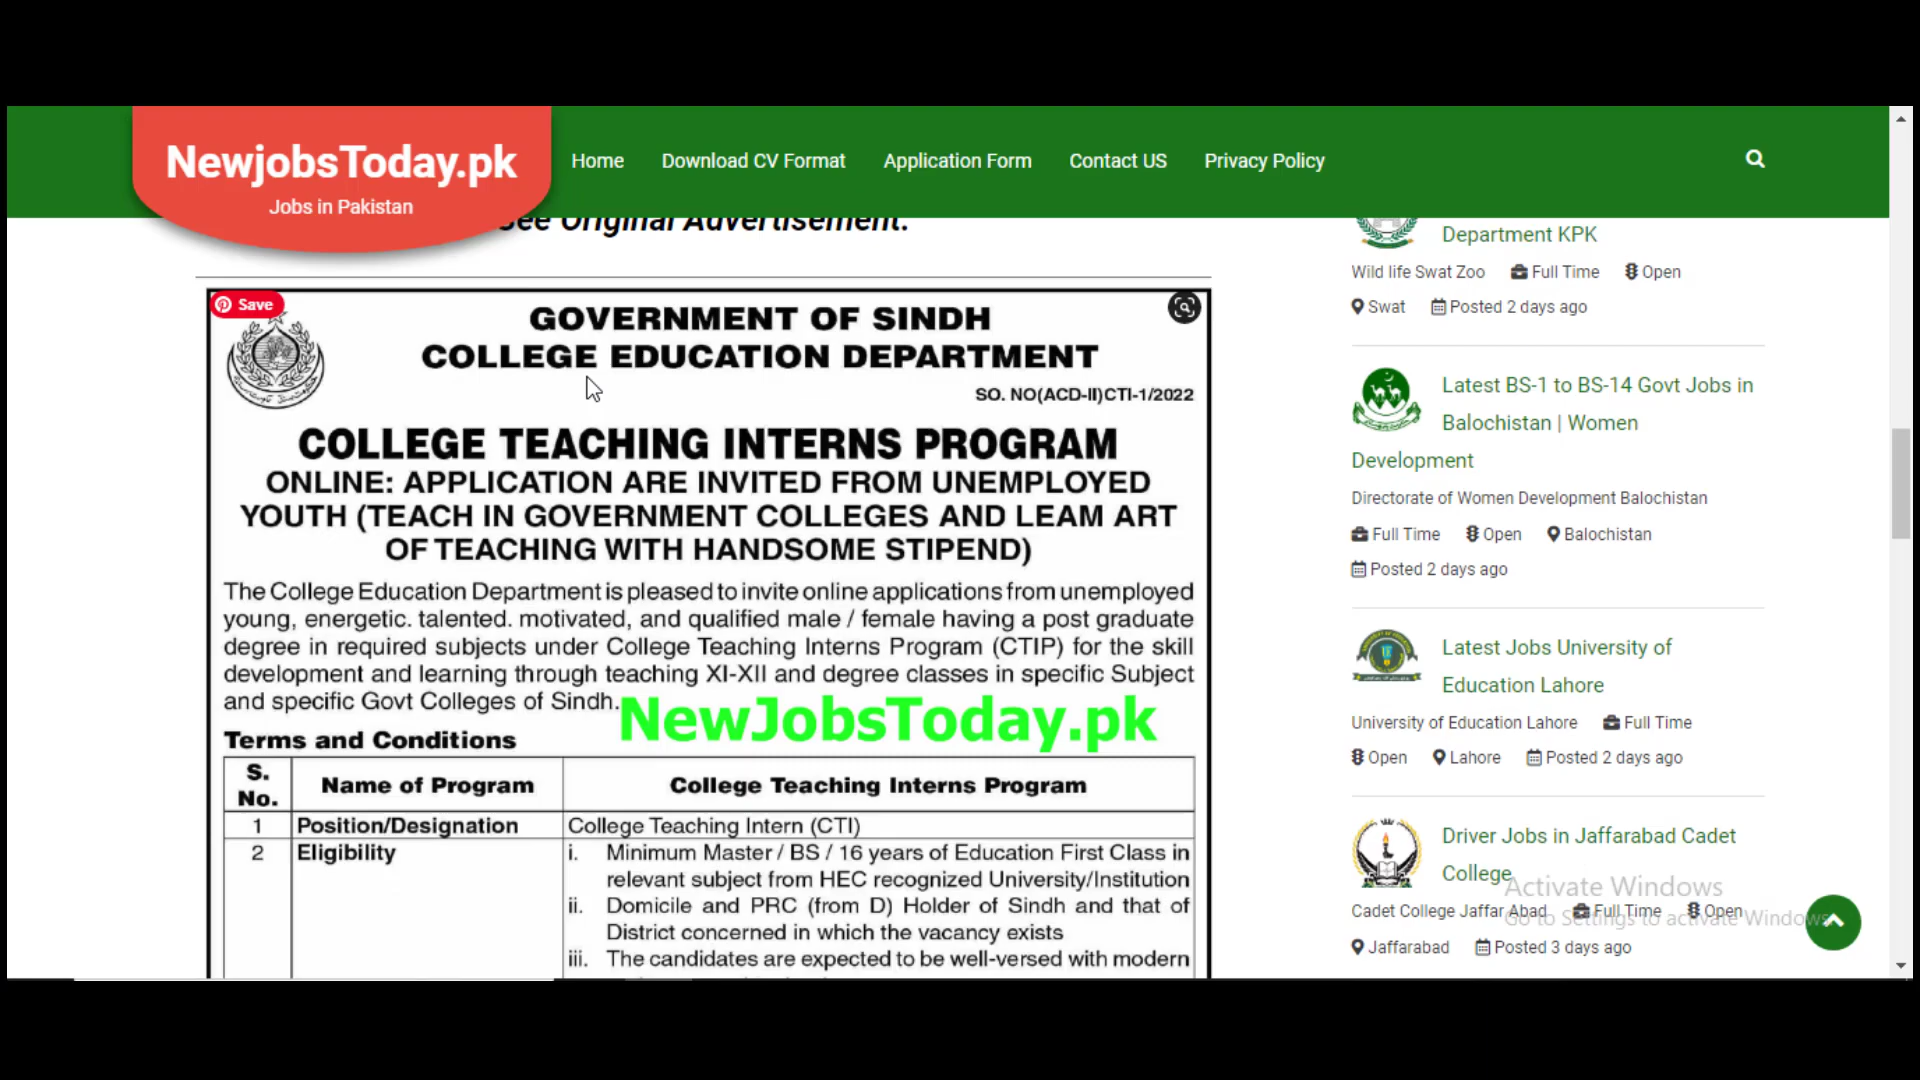 NewjobsToday.pk
Jobs in Pakistan
Home
Download CV Format
Application Form
Contact US
Privacy Policy
See Original Advertisement.
Save
GOVERNMENT OF SINDH
COLLEGE EDUCATION DEPARTMENT
SO. NO(ACD-II)CTI-1/2022
COLLEGE TEACHING INTERNS PROGRAM
ONLINE: APPLICATION ARE INVITED FROM UNEMPLOYED
YOUTH (TEACH IN GOVERNMENT COLLEGES AND LEAM ART
OF TEACHING WITH HANDSOME STIPEND)
The College Education Department is pleased to invite online applications from unemployed
young, energetic. talented. motivated, and qualified male / female having a post graduate
degree in required subjects under College Teaching Interns Program (CTIP) for the skill
development and learning through teaching XI-XII and degree classes in specific Subject
and specific Govt Colleges of Sindh.
NewJobsToday.pk
Terms and Conditions
S. No. Name of Program College Teaching Interns Program
1 Position/Designation College Teaching Intern (CTI)
2 Eligibility i. Minimum Master / BS / 16 years of Education First Class in
relevant subject from HEC recognized University/Institution
ii. Domicile and PRC (from D) Holder of Sindh and that of
District concerned in which the vacancy exists
iii. The candidates are expected to be well-versed with modern
Department KPK
Wild life Swat Zoo Full Time Open
Swat Posted 2 days ago
Latest BS-1 to BS-14 Govt Jobs in
Balochistan | Women
Development
Directorate of Women Development Balochistan
Full Time Open Balochistan
Posted 2 days ago
Latest Jobs University of
Education Lahore
University of Education Lahore Full Time
Open Lahore Posted 2 days ago
Driver Jobs in Jaffarabad Cadet
College
Cadet College Jaffar Abad Full Time Open
Jaffarabad Posted 3 days ago
Activate Windows
Go to Settings to activate Windows.